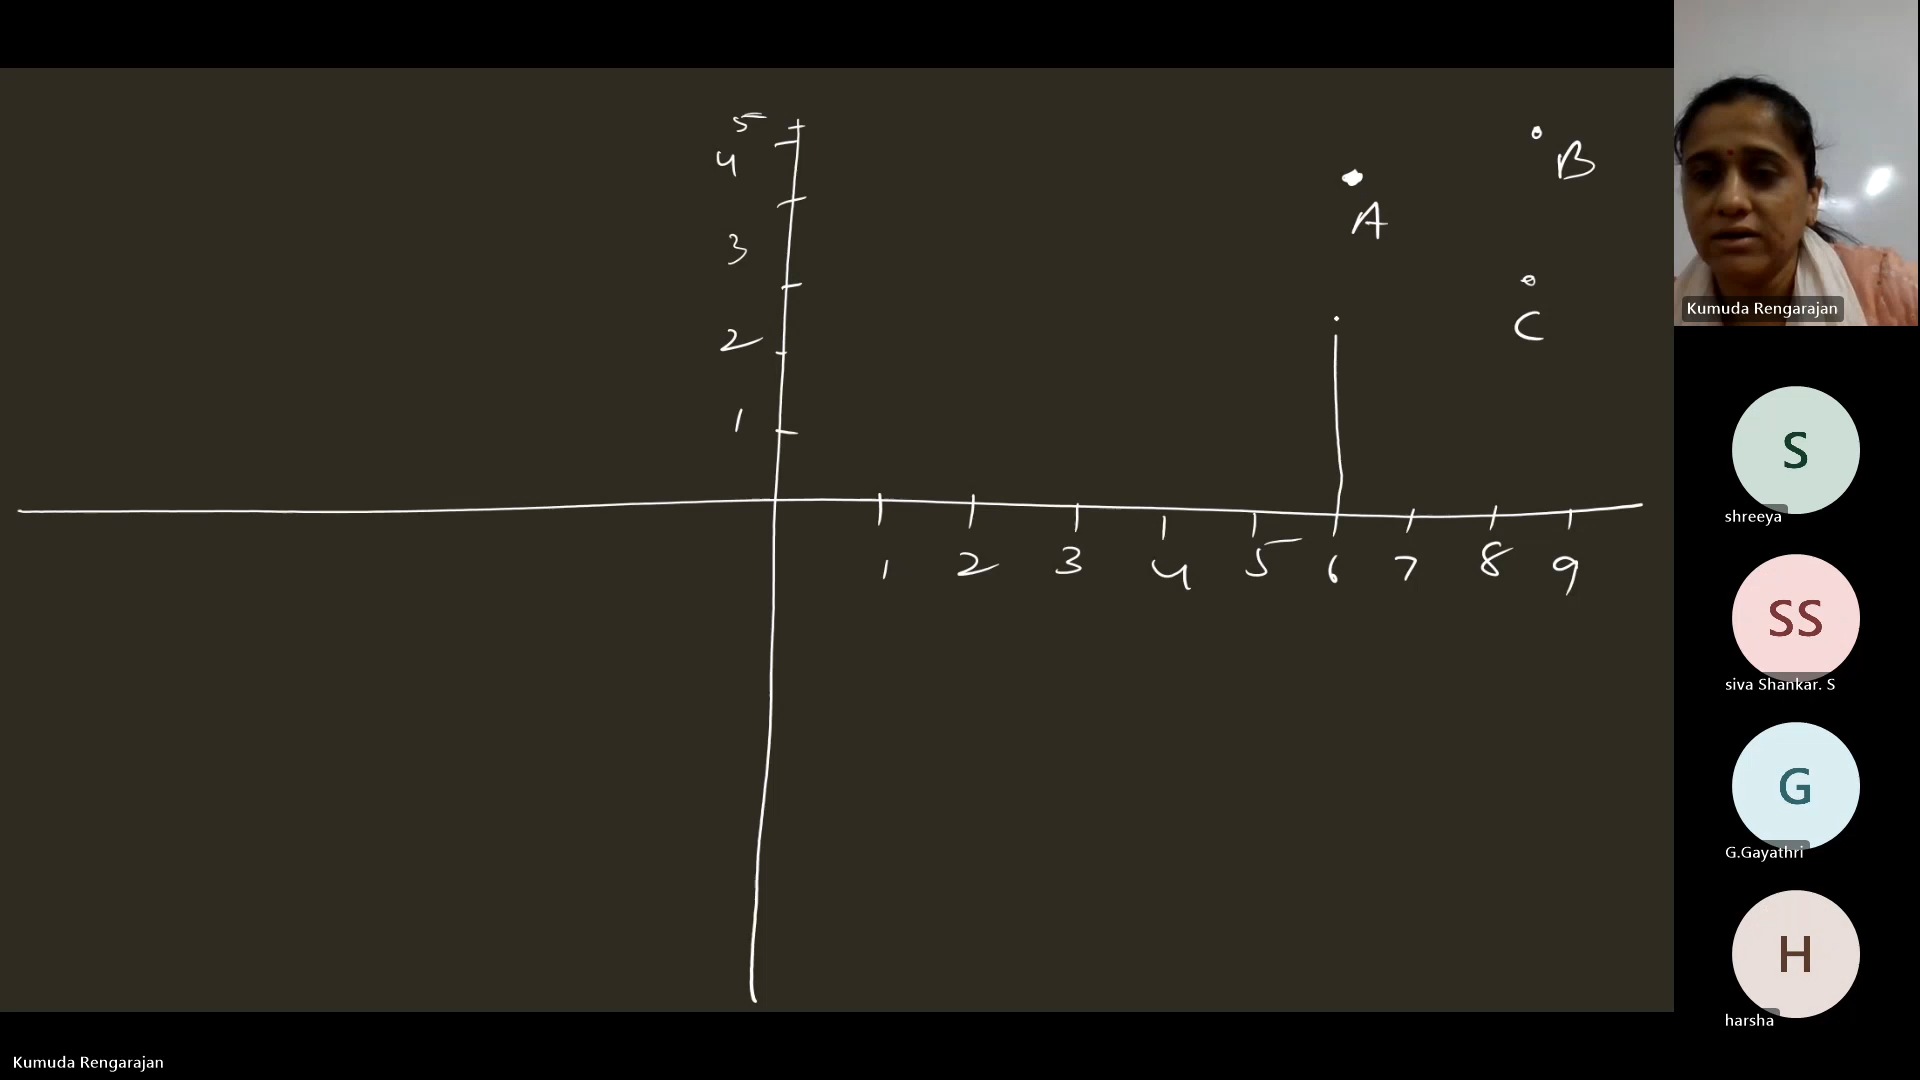 5
4
B
A
3
Kumuda Rengarajan
C
2
1
S
shreeya
1 2 3 4 5 6 7 8 9
SS
siva Shankar. S
G
G.Gayathri
H
harsha
Kumuda Rengarajan